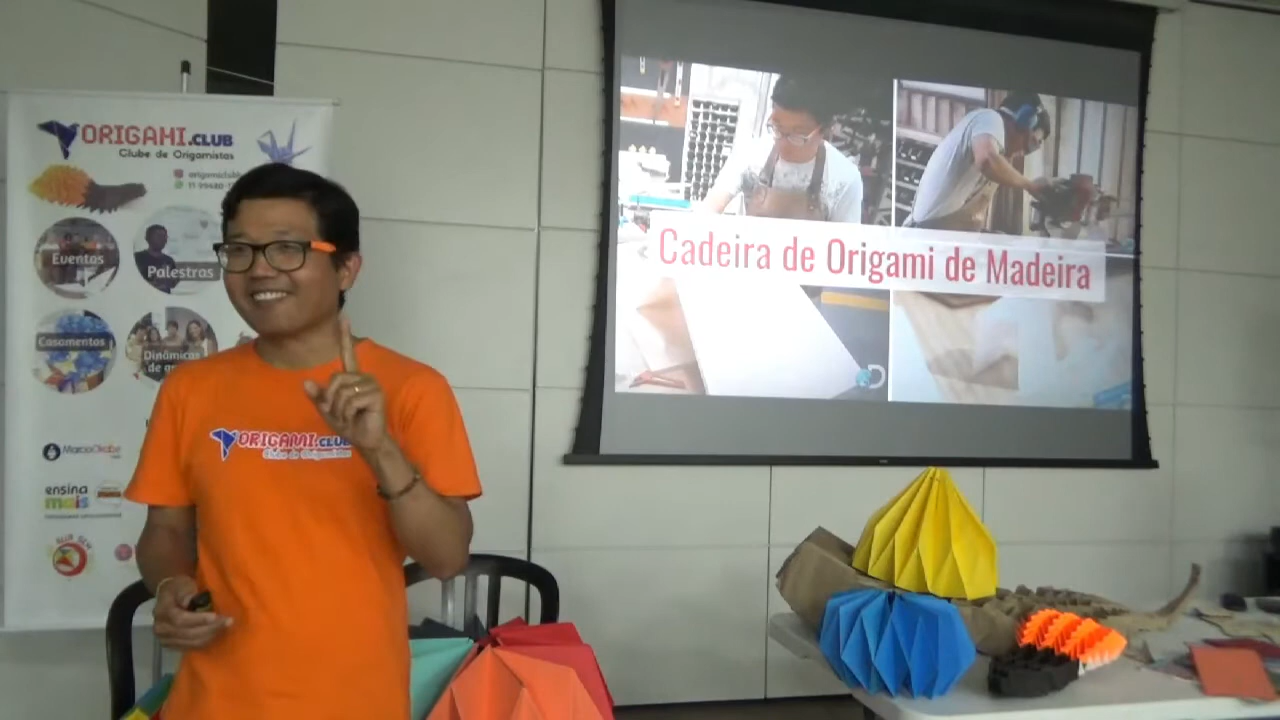 ORIGAMI.CLUB
Clube de Origamistas
Eventos
Palestras
Casamentos
Dinâmicas
ensina
mais
ORIGAMI.CLUB
Clube de Origamistas
Cadeira de Origami de Madeira